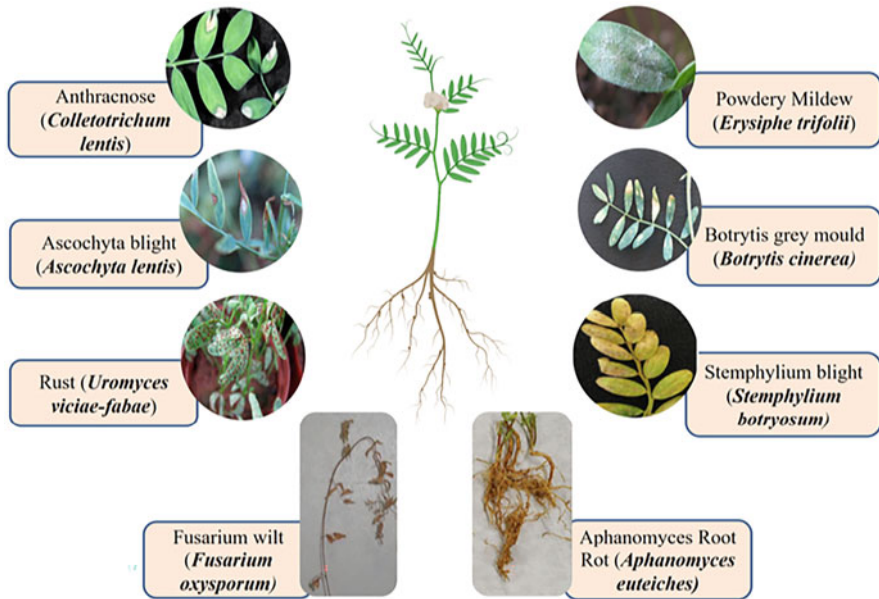 Anthracnose
(Colletotrichum
lentis)
Powdery Mildew
(Erysiphe trifolii)
Ascochyta blight
(Ascochyta lentis)
Botrytis grey mould
(Botrytis cinerea)
Rust (Uromyces
viciae-fabae)
Stemphylium blight
(Stemphylium
botryosum)
Fusarium wilt
(Fusarium
oxysporum)
Aphanomyces Root
Rot (Aphanomyces
euteiches)